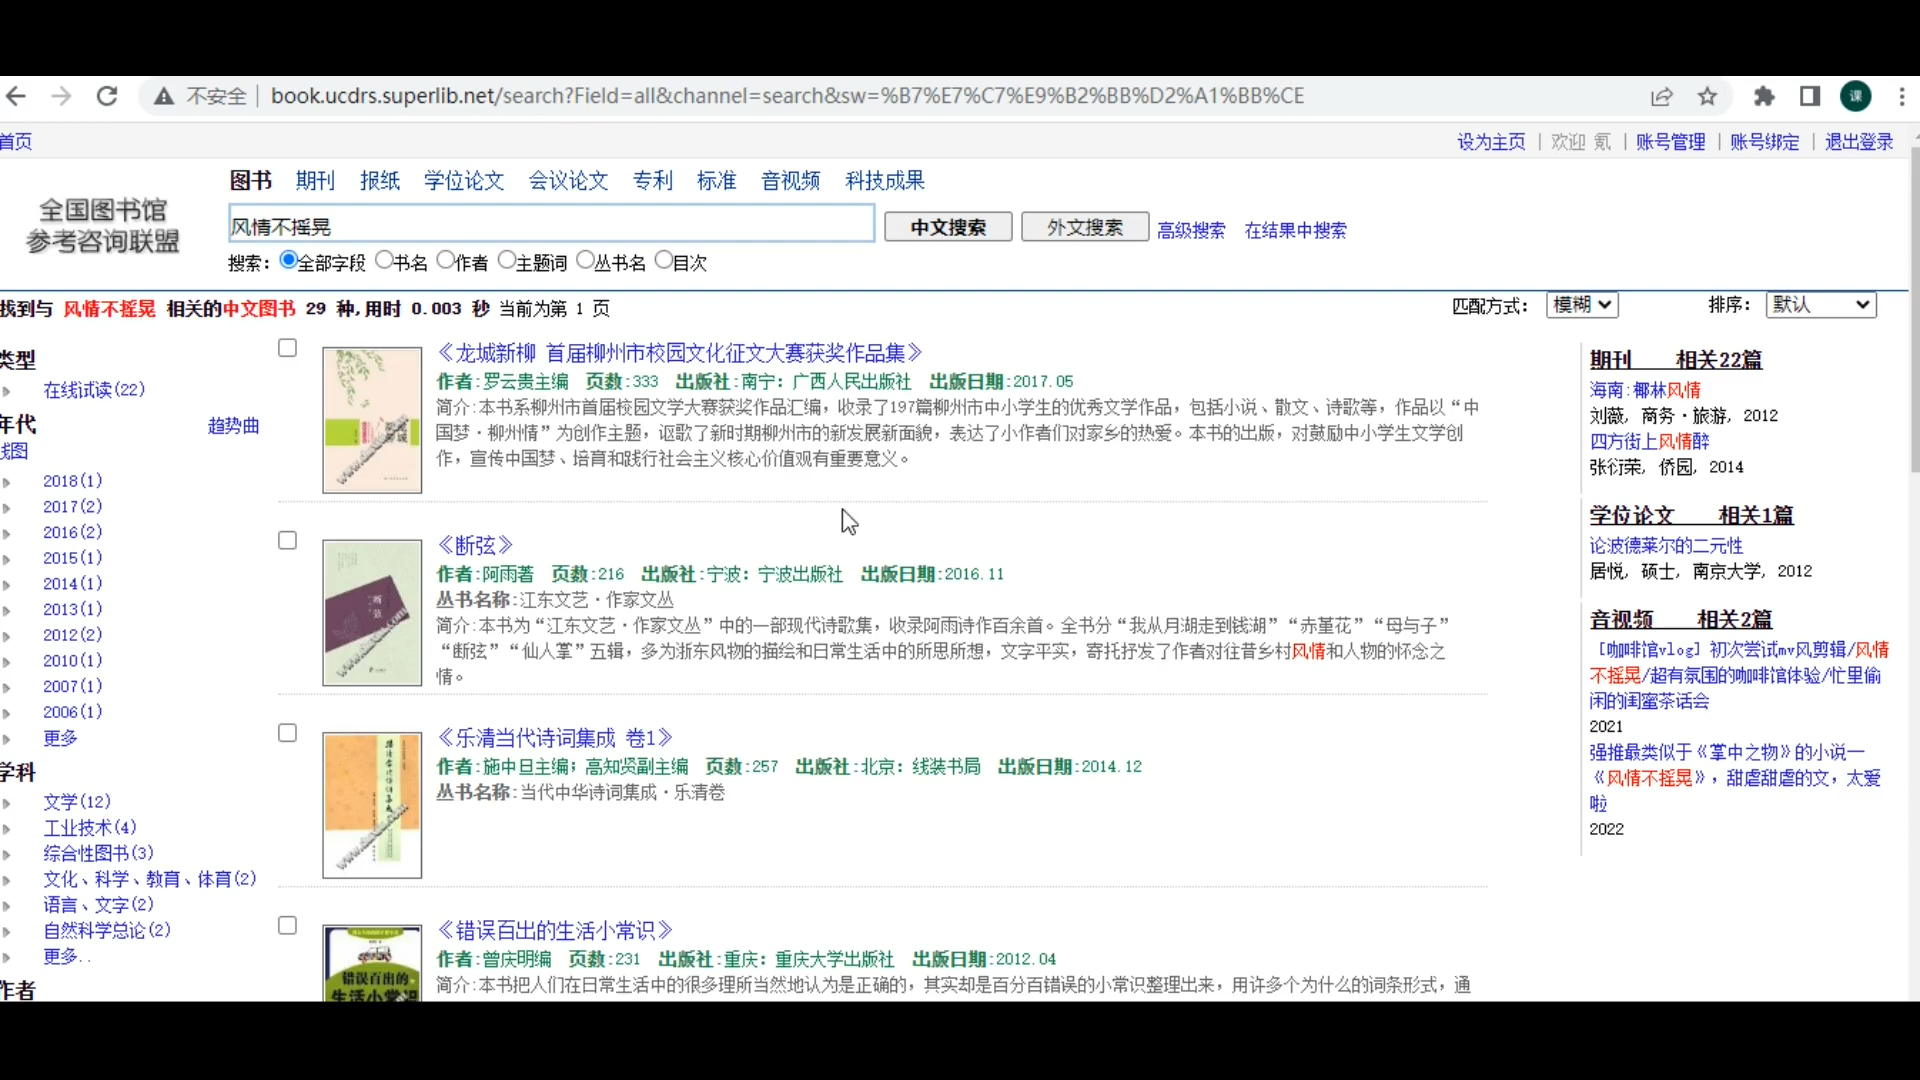 不安全 book.ucdrs.superlib.net/search?Field=all&channel=search&sw=%B7%E7%C7%E9%B2%BB%D2%A1%BB%CE
课
首页
设为主页 | 欢迎 氪 | 账号管理 | 账号绑定 | 退出登录
图书 期刊 报纸 学位论文 会议论文 专利 标准 音视频 科技成果
全国图书馆
参考咨询联盟
风情不摇晃 中文搜索 外文搜索 高级搜索 在结果中搜索
搜索: 全部字段 书名 作者 主题词 丛书名 目次
找到与 风情不摇晃 相关的中文图书 29 种,用时 0.003 秒 当前为第 1 页
匹配方式: 模糊 排序: 默认
类型
在线试读(22)
年代 趋势曲
线图
2018(1)
2017(2)
2016(2)
2015(1)
2014(1)
2013(1)
2012(2)
2010(1)
2007(1)
2006(1)
更多
学科
文学(12)
工业技术(4)
综合性图书(3)
文化、科学、教育、体育(2)
语言、文字(2)
自然科学总论(2)
更多..
作者
《龙城新柳 首届柳州市校园文化征文大赛获奖作品集》
作者:罗云贵主编 页数:333 出版社:南宁: 广西人民出版社 出版日期:2017.05
简介:本书系柳州市首届校园文学大赛获奖作品汇编，收录了197篇柳州市中小学生的优秀文学作品，包括小说、散文、诗歌等，作品以“中
国梦·柳州情”为创作主题，讴歌了新时期柳州市的新发展新面貌，表达了小作者们对家乡的热爱。本书的出版，对鼓励中小学生文学创
作，宣传中国梦、培育和践行社会主义核心价值观有重要意义。
《断弦》
作者:阿雨著 页数:216 出版社:宁波: 宁波出版社 出版日期:2016.11
丛书名称:江东文艺·作家文丛
简介:本书为“江东文艺·作家文丛”中的一部现代诗歌集，收录阿雨诗作百余首。全书分“我从月湖走到钱湖”“赤堇花”“母与子”
“断弦”“仙人掌”五辑，多为浙东风物的描绘和日常生活中的所思所想，文字平实，寄托抒发了作者对往昔乡村风情和人物的怀念之
情。
《乐清当代诗词集成 卷1》
作者:施中旦主编; 高知贤副主编 页数:257 出版社:北京: 线装书局 出版日期:2014.12
丛书名称:当代中华诗词集成·乐清卷
《错误百出的生活小常识》
作者:曾庆明编 页数:231 出版社:重庆: 重庆大学出版社 出版日期:2012.04
简介:本书把人们在日常生活中的很多理所当然地认为是正确的，其实却是百分百错误的小常识整理出来，用许多个为什么的词条形式，通
错误百出的
生活小常识
期刊 相关22篇
海南:椰林风情
刘薇, 商务·旅游, 2012
四方街上风情醉
张衍荣, 侨园, 2014
学位论文 相关1篇
论波德莱尔的二元性
居悦, 硕士, 南京大学, 2012
音视频 相关2篇
［咖啡馆vlog］初次尝试mv风剪辑/风情
不摇晃/超有氛围的咖啡馆体验/忙里偷
闲的闺蜜茶话会
2021
强推最类似于《掌中之物》的小说一
《风情不摇晃》，甜虐甜虐的文，太爱
啦
2022